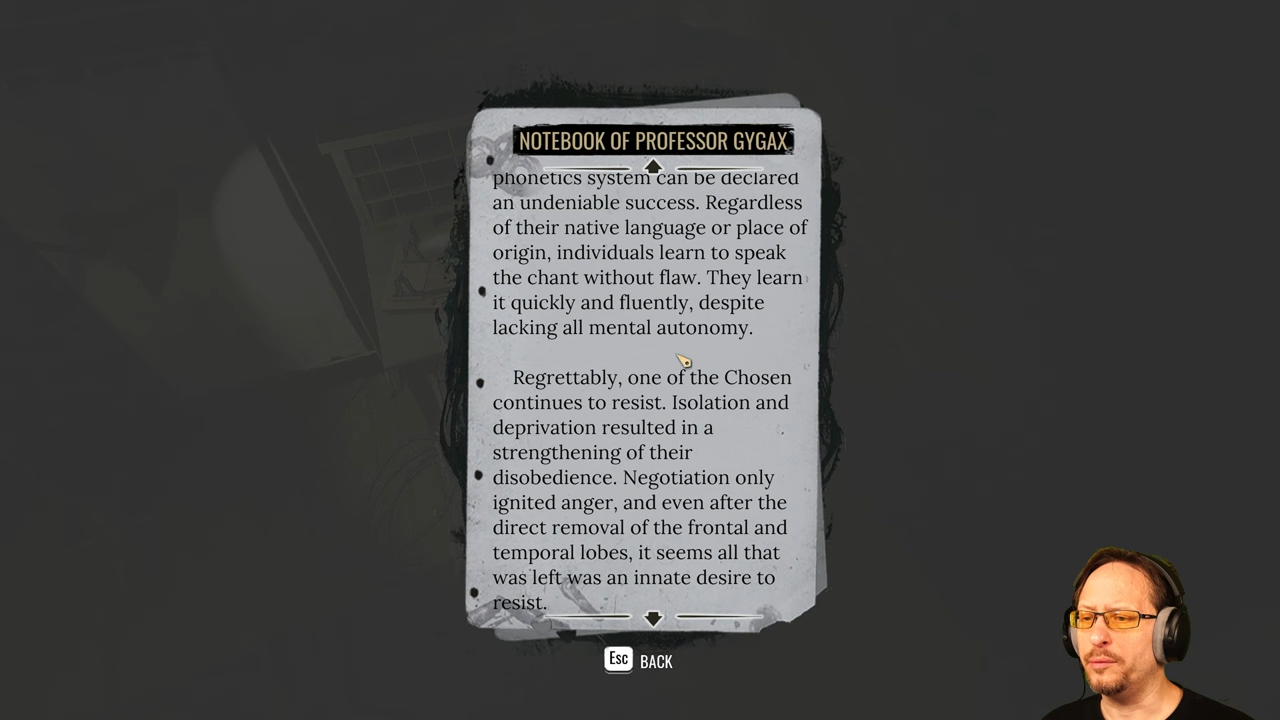 NOTEBOOK OF PROFESSOR GYGAX
phonetics system can be declared
an undeniable success. Regardless
of their native language or place of
origin, individuals learn to speak
the chant without flaw. They learn
it quickly and fluently, despite
lacking all mental autonomy.
Regrettably, one of the Chosen
continues to resist. Isolation and
deprivation resulted in a
strengthening of their
disobedience. Negotiation only
ignited anger, and even after the
direct removal of the frontal and
temporal lobes, it seems all that
was left was an innate desire to
resist.
Esc BACK